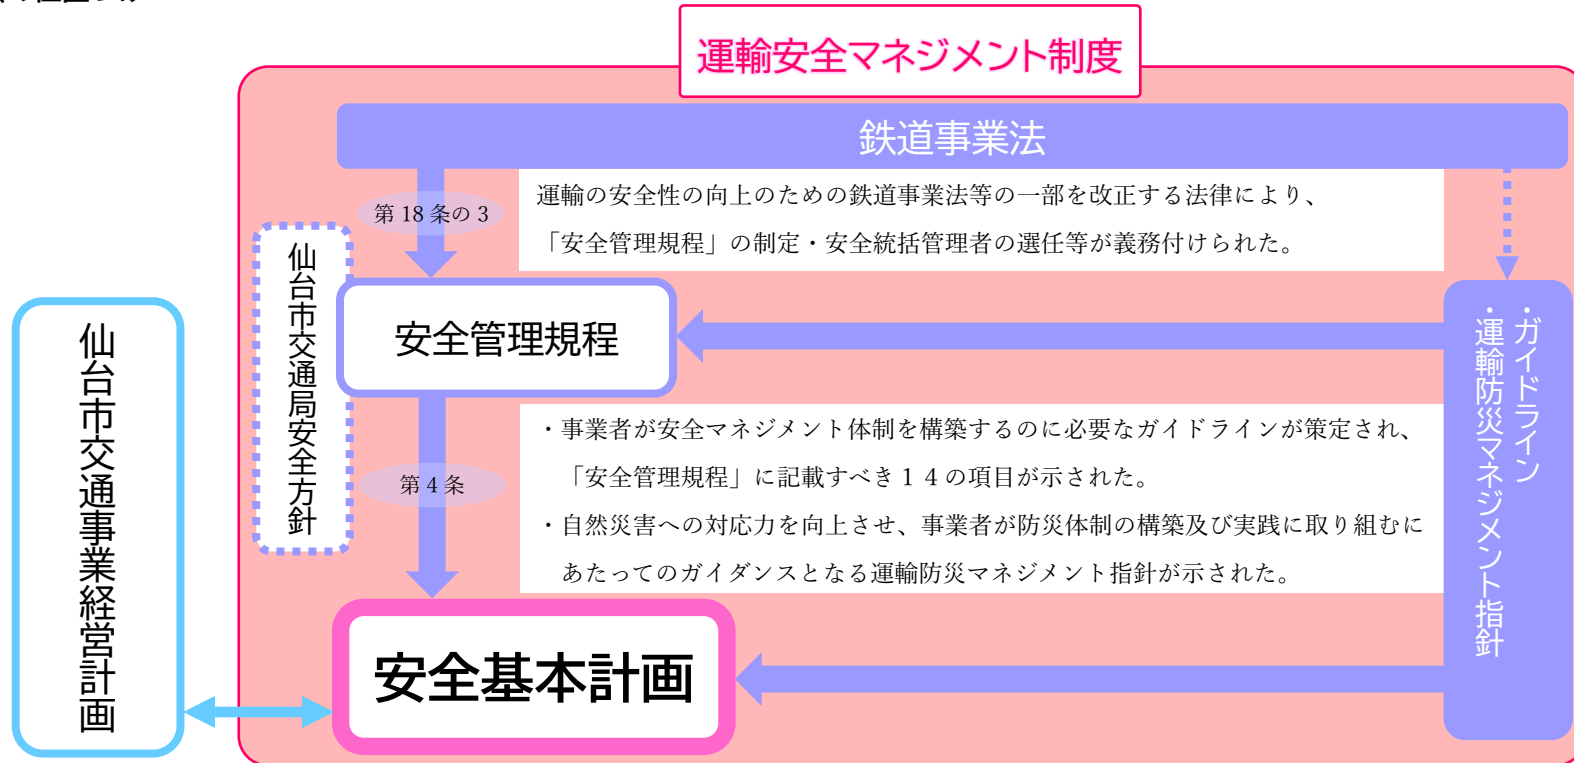 運輸安全マネジメント制度
鉄道事業法
第18条の3
運輸の安全性の向上のための鉄道事業法等の一部を改正する法律により、
「安全管理規程」の制定・安全統括管理者の選任等が義務付けられた。
仙台市交通局安全方針
安全管理規程
・ガイドライン
・運輸防災マネジメント指針
仙台市交通事業経営計画
第4条
・事業者が安全マネジメント体制を構築するのに必要なガイドラインが策定され、
「安全管理規程」に記載すべき14の項目が示された。
・自然災害への対応力を向上させ、事業者が防災体制の構築及び実践に取り組むに
あたってのガイダンスとなる運輸防災マネジメント指針が示された。
安全基本計画